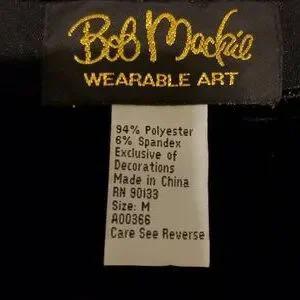 Bob Mackie
WEARABLE ART
94% Polyester
6% Spandex
Exclusive of
Decorations
Made in China
RN 90133
Size: M
A00366
Care See Reverse